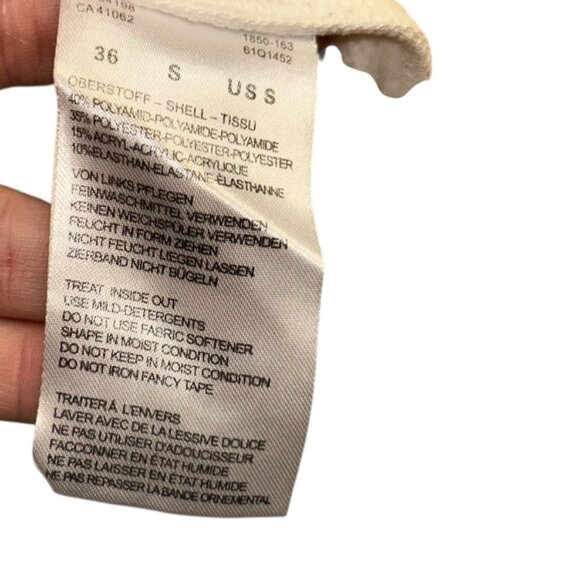 CA 41062
1850-163
61Q1452
36 S US S
OBERSTOFF - SHELL - TISSU
40% POLYAMID-POLYAMIDE-POLYAMIDE
35% POLYESTER-POLYESTER-POLYESTER
15% ACRYL-ACRYLIC-ACRYLIQUE
10% ELASTHAN-ELASTANE-ÉLASTHANNE
VON LINKS PFLEGEN
FEINWASCHMITTEL VERWENDEN
KEINEN WEICHSPÜLER VERWENDEN
FEUCHT IN FORM ZIEHEN
NICHT FEUCHT LIEGEN LASSEN
ZIERBAND NICHT BÜGELN
TREAT INSIDE OUT
USE MILD-DETERGENTS
DO NOT USE FABRIC SOFTENER
SHAPE IN MOIST CONDITION
DO NOT KEEP IN MOIST CONDITION
DO NOT IRON FANCY TAPE
TRAITER À L'ENVERS
LAVER AVEC DE LA LESSIVE DOUCE
NE PAS UTILISER D'ADOUCISSEUR
FACCONNER EN ÉTAT HUMIDE
NE PAS LAISSER EN ÉTAT HUMIDE
NE PAS REPASSER LA BANDE ORNEMENTAL